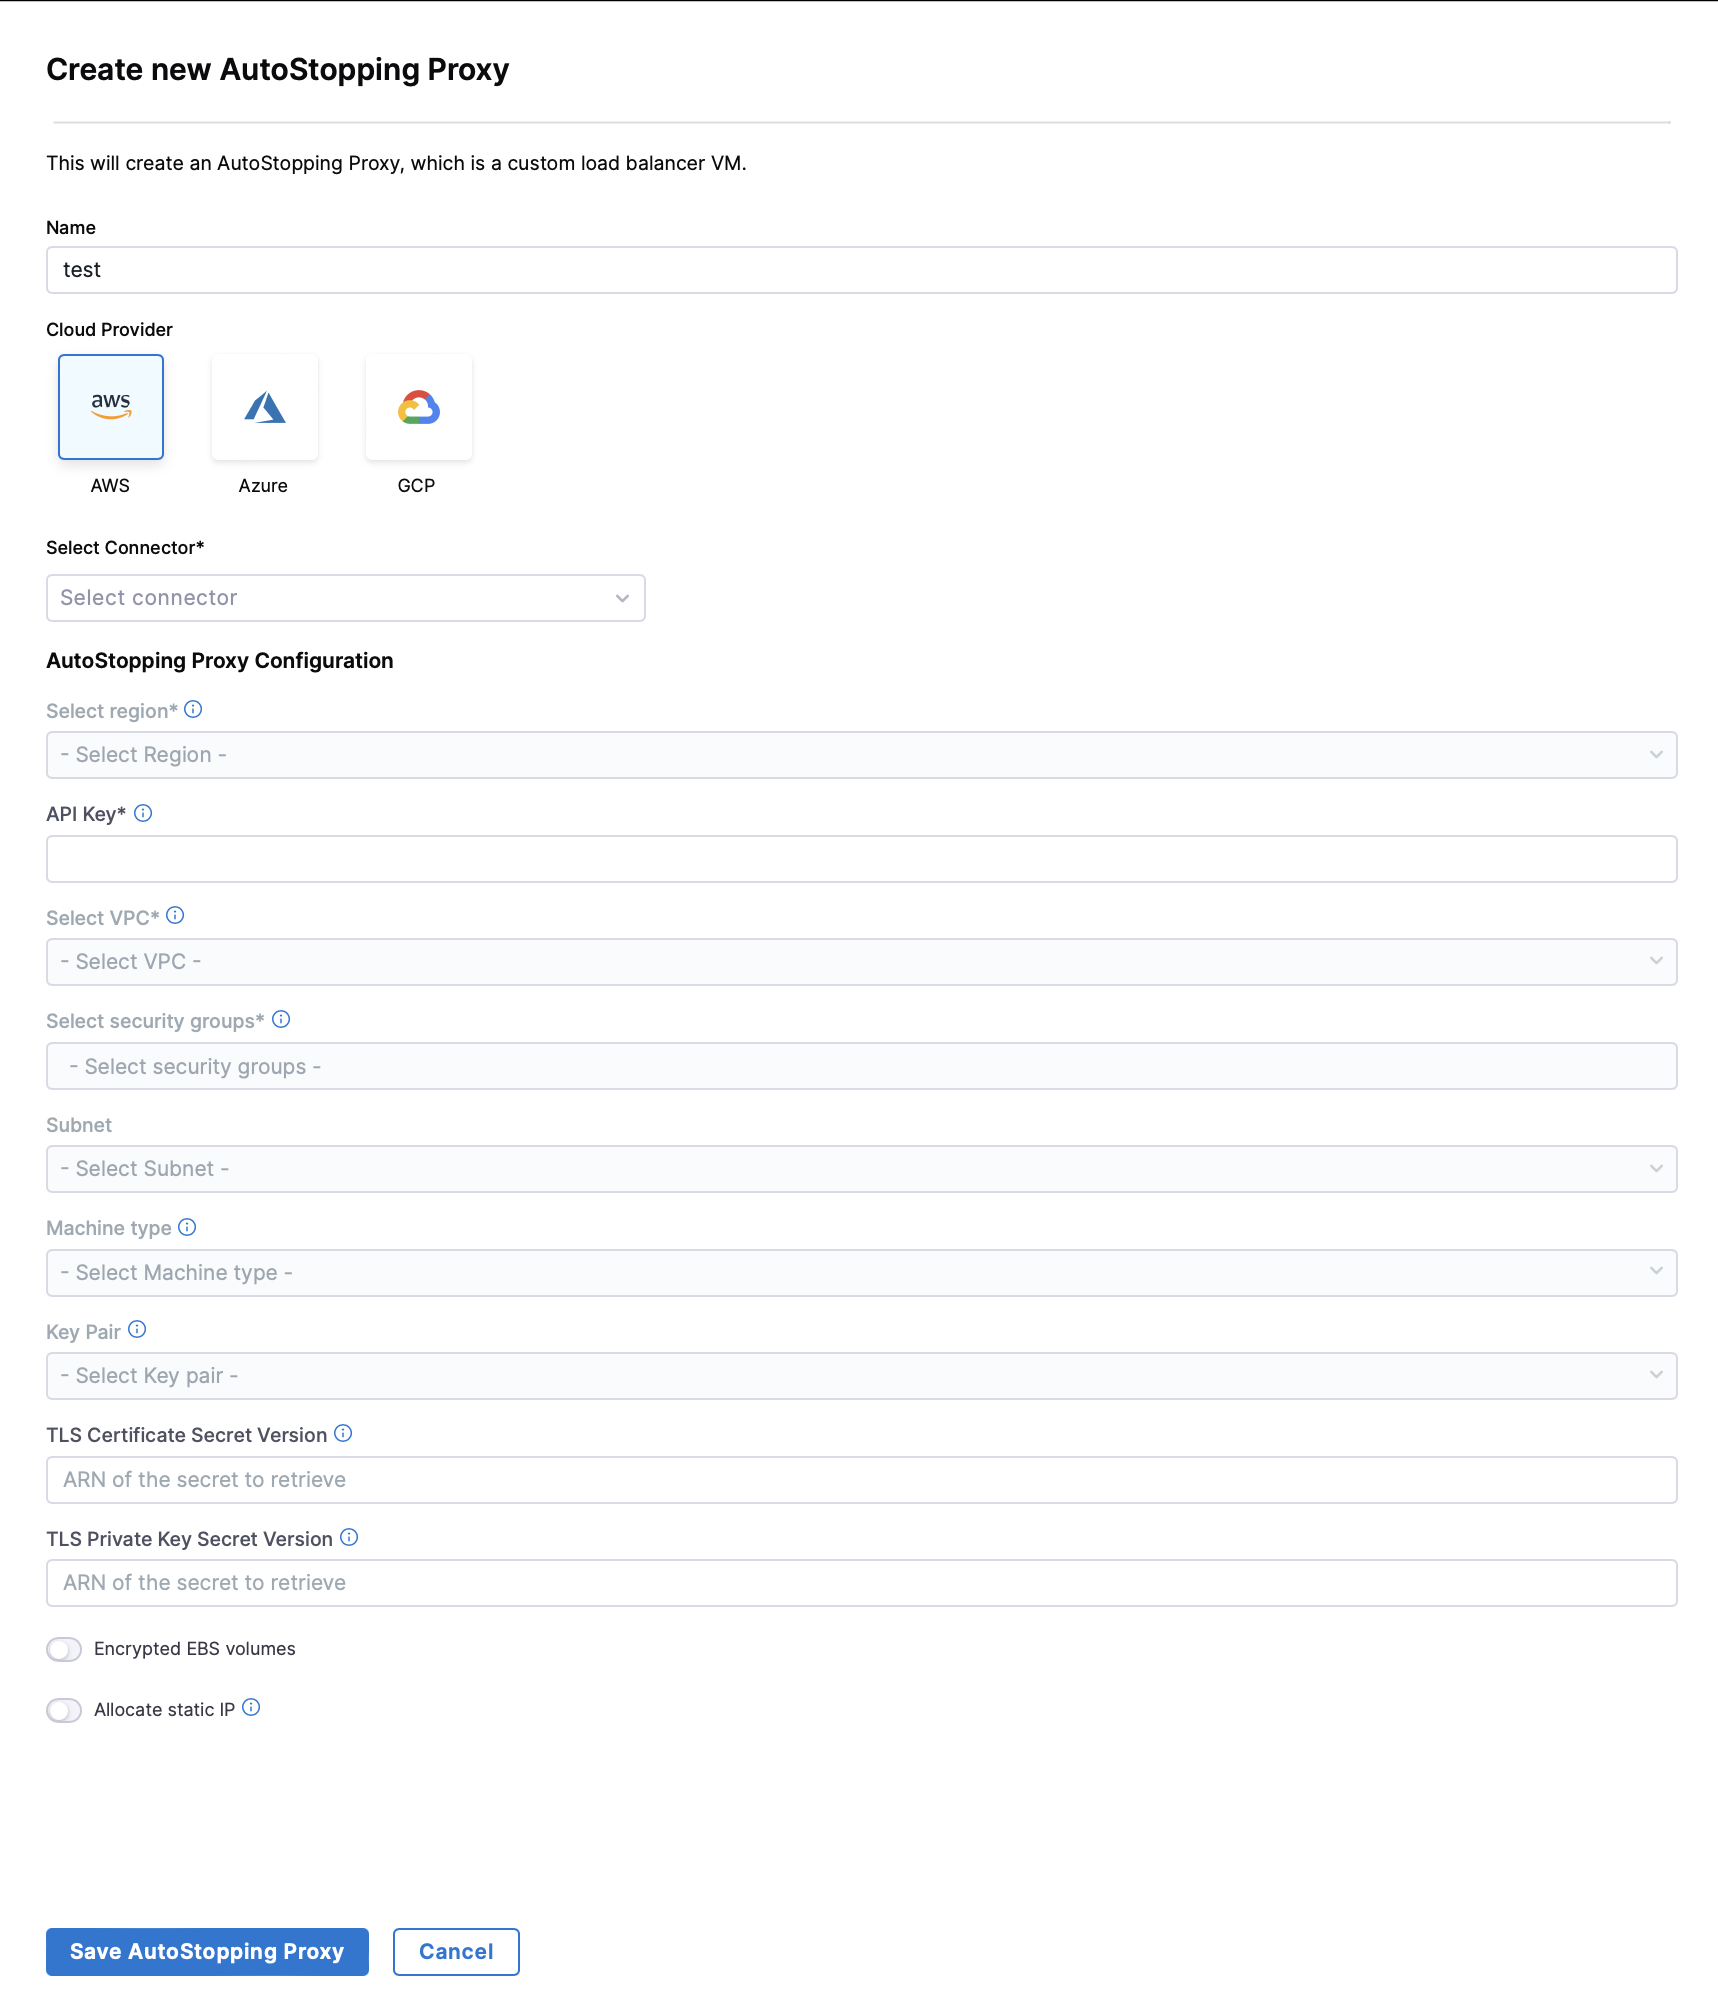 Create new AutoStopping Proxy
This will create an AutoStopping Proxy, which is a custom load balancer VM.
Name
test
Cloud Provider
aws
AWS Azure GCP
Select Connector*
Select connector
AutoStopping Proxy Configuration
Select region*
- Select Region -
API Key*
Select VPC*
- Select VPC -
Select security groups*
- Select security groups -
Subnet
- Select Subnet -
Machine type
- Select Machine type -
Key Pair
- Select Key pair -
TLS Certificate Secret Version
ARN of the secret to retrieve
TLS Private Key Secret Version
ARN of the secret to retrieve
Encrypted EBS volumes
Allocate static IP
Save AutoStopping Proxy Cancel